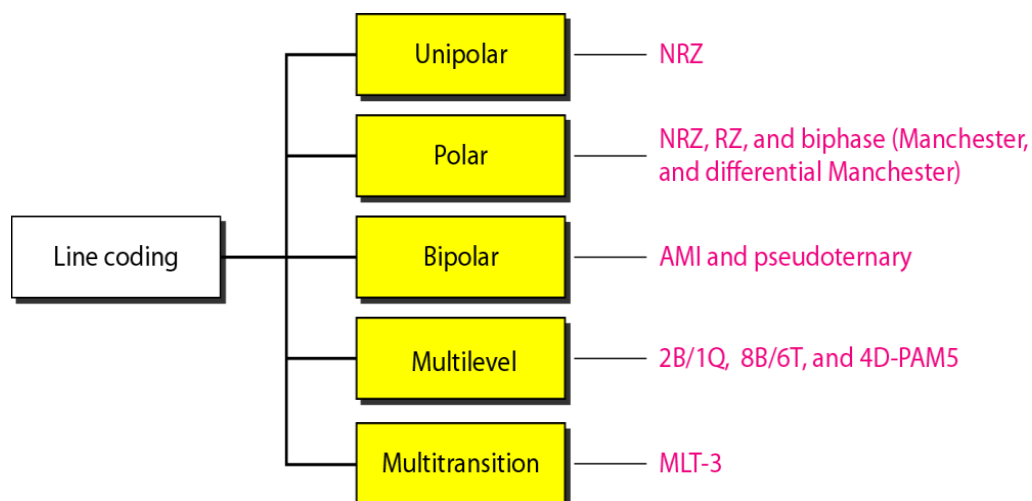 Unipolar
NRZ
Polar
NRZ, RZ, and biphase (Manchester,
and differential Manchester)
Line coding
Bipolar
AMI and pseudoternary
Multilevel
2B/1Q, 8B/6T, and 4D-PAM5
Multitransition
MLT-3